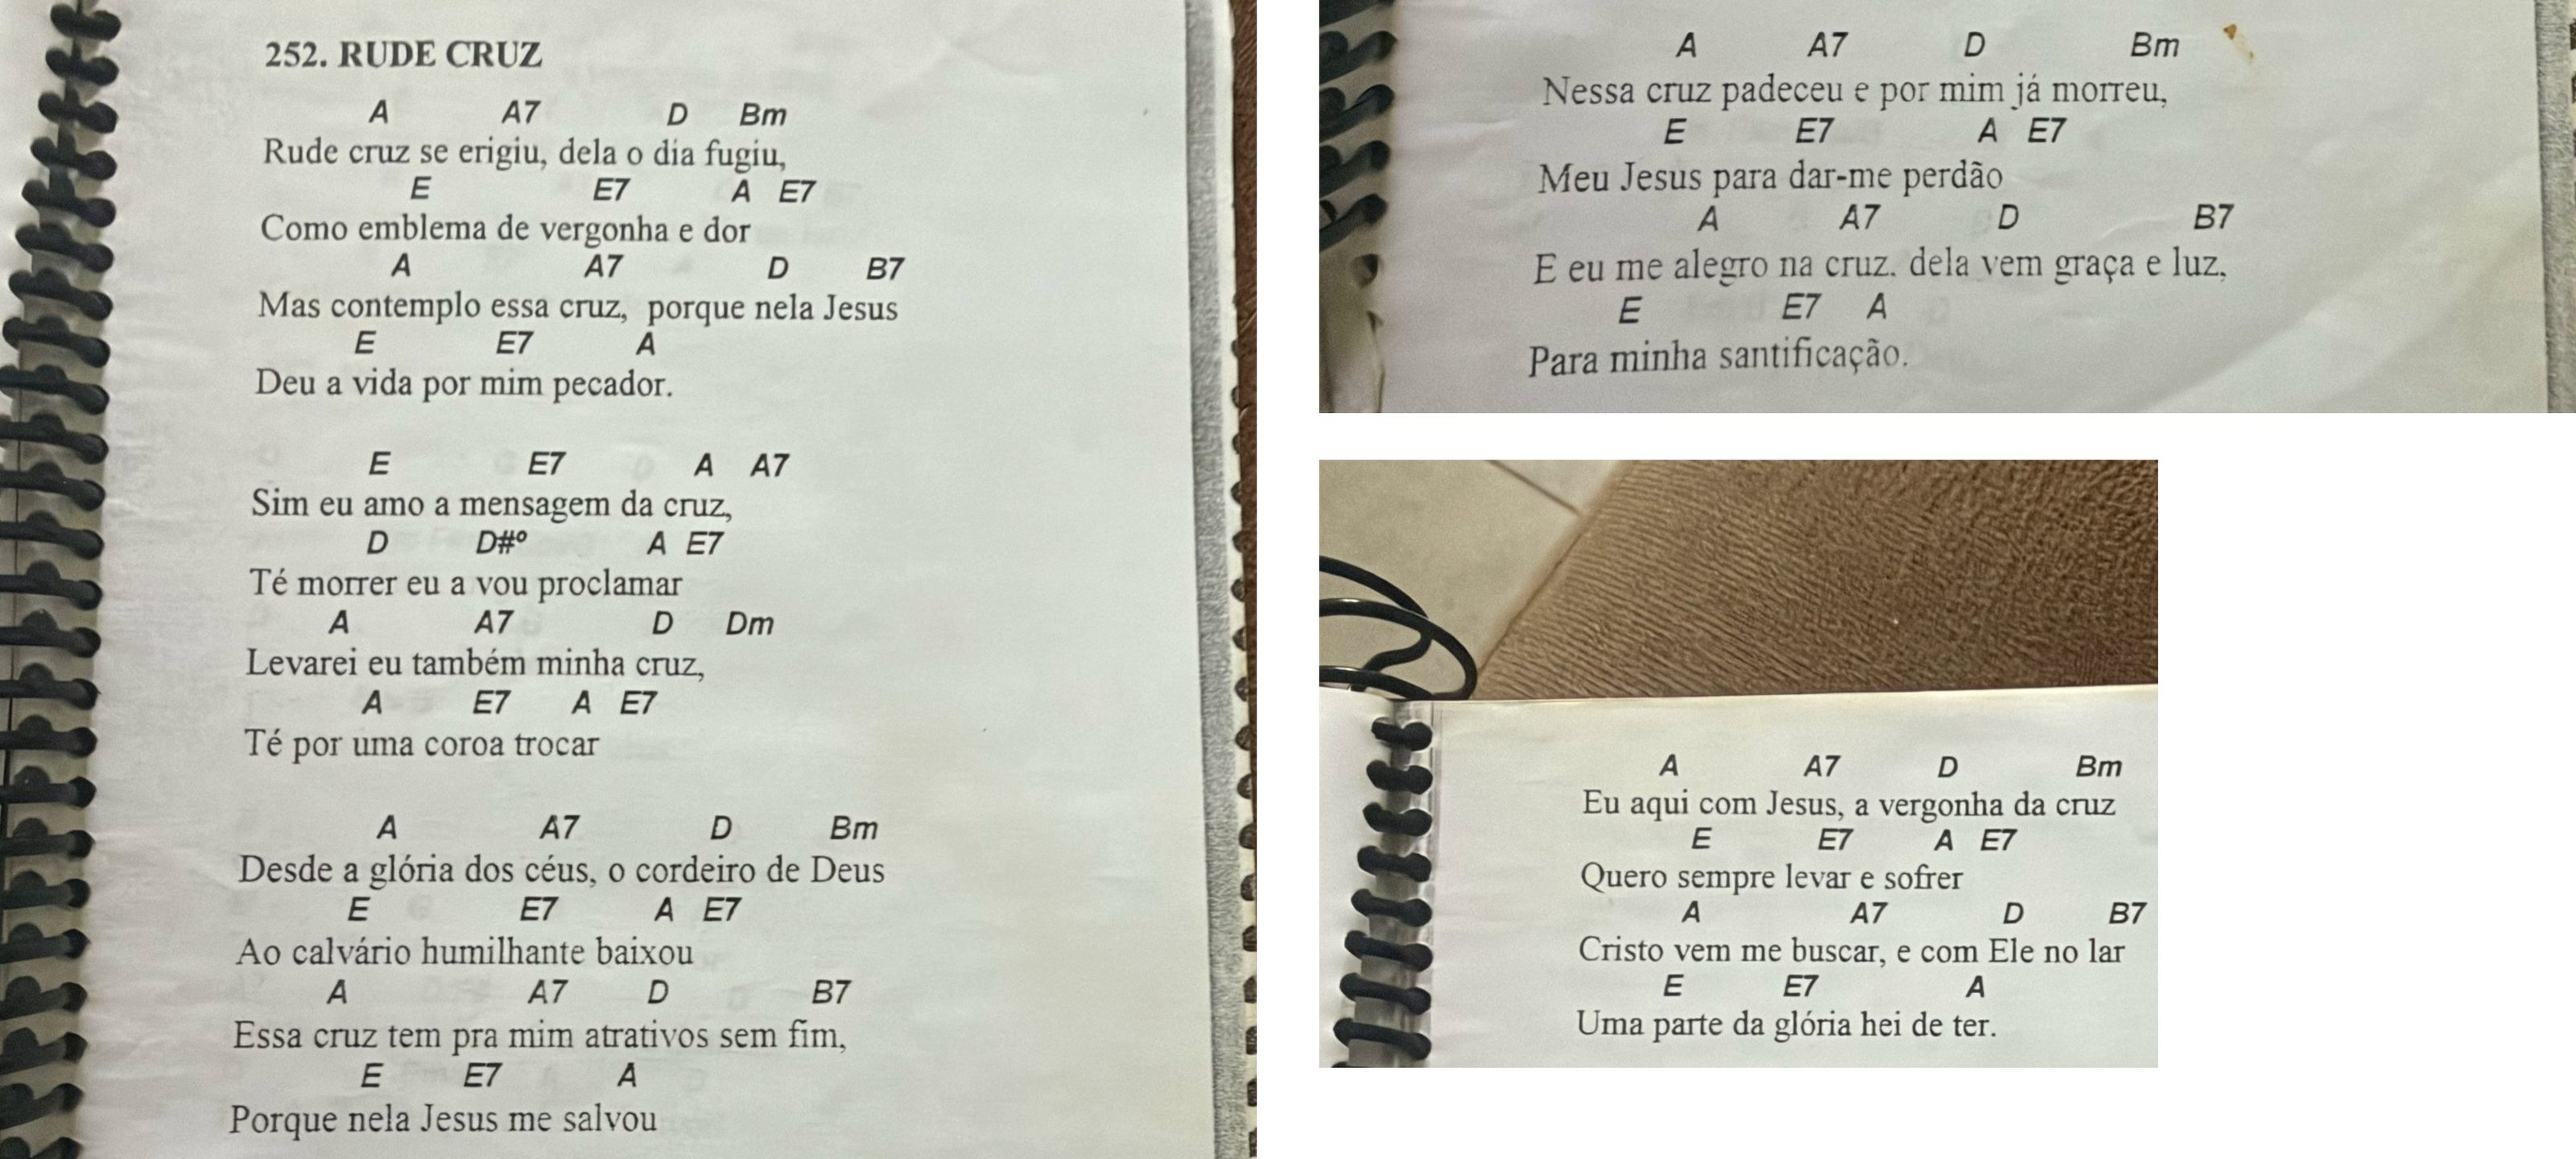 252. RUDE CRUZ
A A7 D Bm
Rude cruz se erigiu, dela o dia fugiu,
E E7 A E7
Como emblema de vergonha e dor
A A7 D B7
Mas contemplo essa cruz, porque nela Jesus
E E7 A
Deu a vida por mim pecador.
E E7 A A7
Sim eu amo a mensagem da cruz,
D D#º A E7
Té morrer eu a vou proclamar
A A7 D Dm
Levarei eu também minha cruz,
A E7 A E7
Té por uma coroa trocar
A A7 D Bm
Desde a glória dos céus, o cordeiro de Deus
E E7 A E7
Ao calvário humilhante baixou
A A7 D B7
Essa cruz tem pra mim atrativos sem fim,
E E7 A
Porque nela Jesus me salvou
A A7 D Bm
Nessa cruz padeceu e por mim já morreu,
E E7 A E7
Meu Jesus para dar-me perdão
A A7 D B7
E eu me alegro na cruz. dela vem graça e luz,
E E7 A
Para minha santificação.
A A7 D Bm
Eu aqui com Jesus, a vergonha da cruz
E E7 A E7
Quero sempre levar e sofrer
A A7 D B7
Cristo vem me buscar, e com Ele no lar
E E7 A
Uma parte da glória hei de ter.